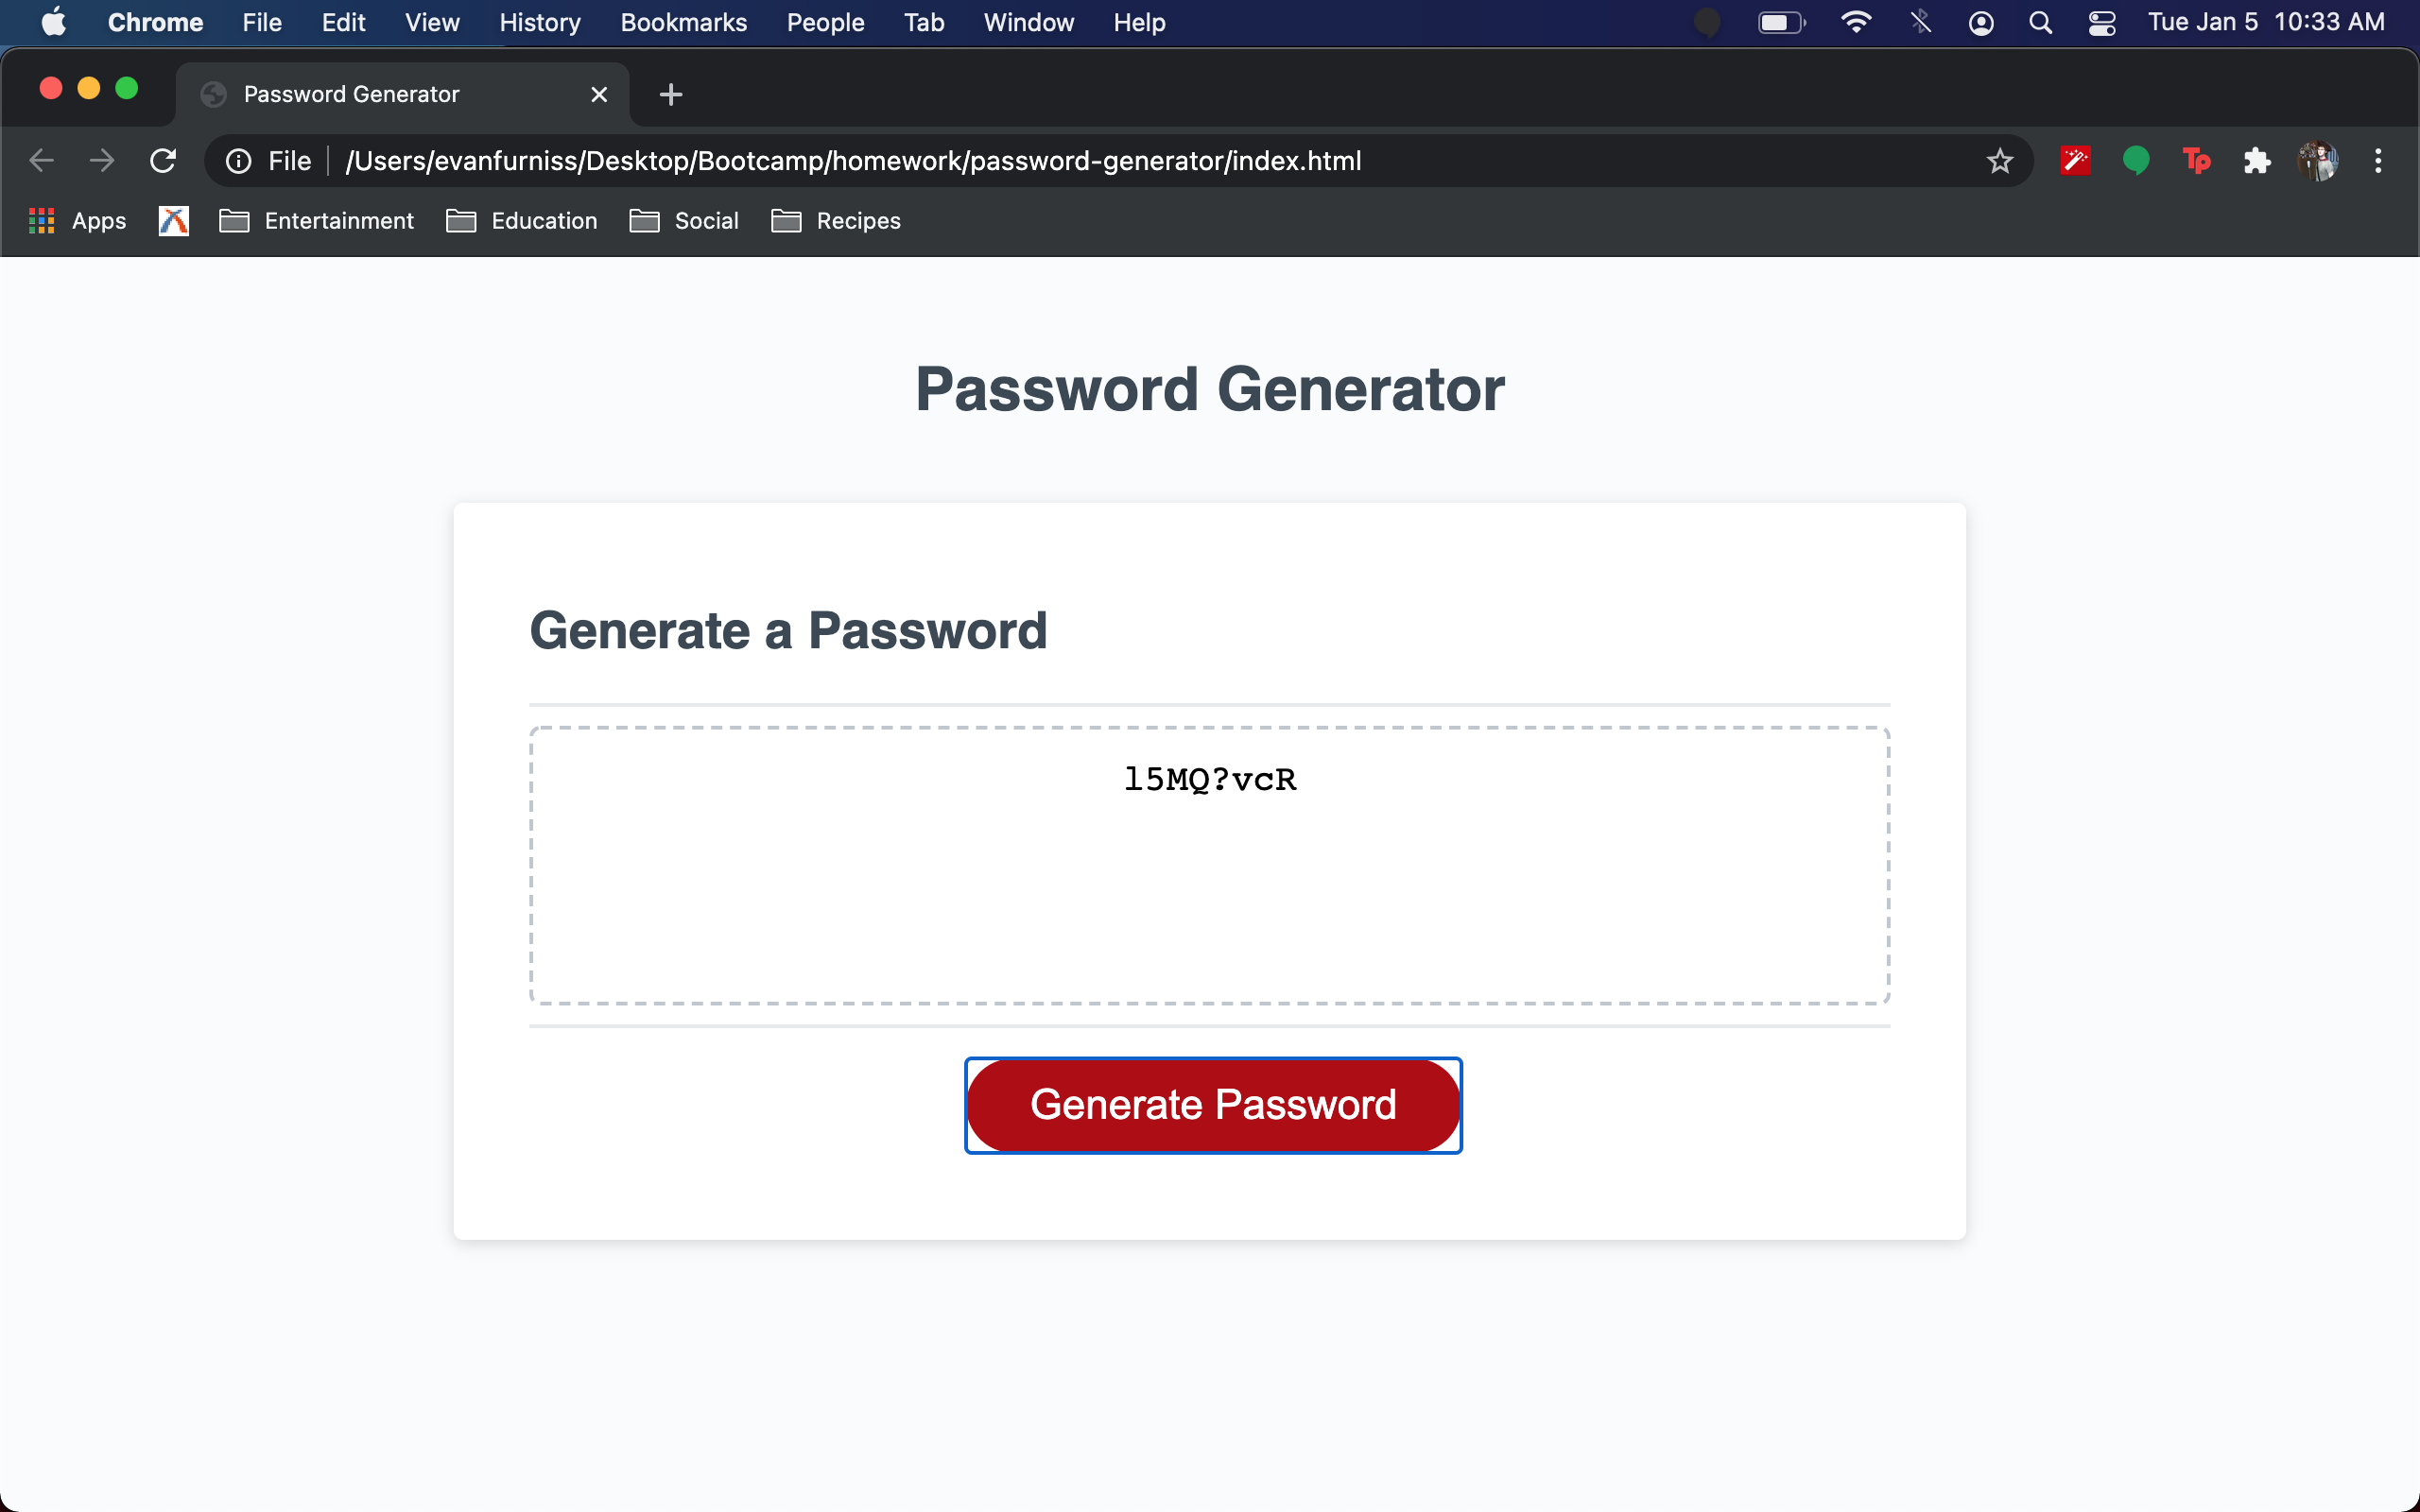 Chrome File Edit View History Bookmarks People Tab Window Help Tue Jan 5 10:33 AM
Password Generator
File /Users/evanfurniss/Desktop/Bootcamp/homework/password-generator/index.html
Tp
Apps Entertainment Education Social Recipes
Password Generator
Generate a Password
l5MQ?vcR
Generate Password